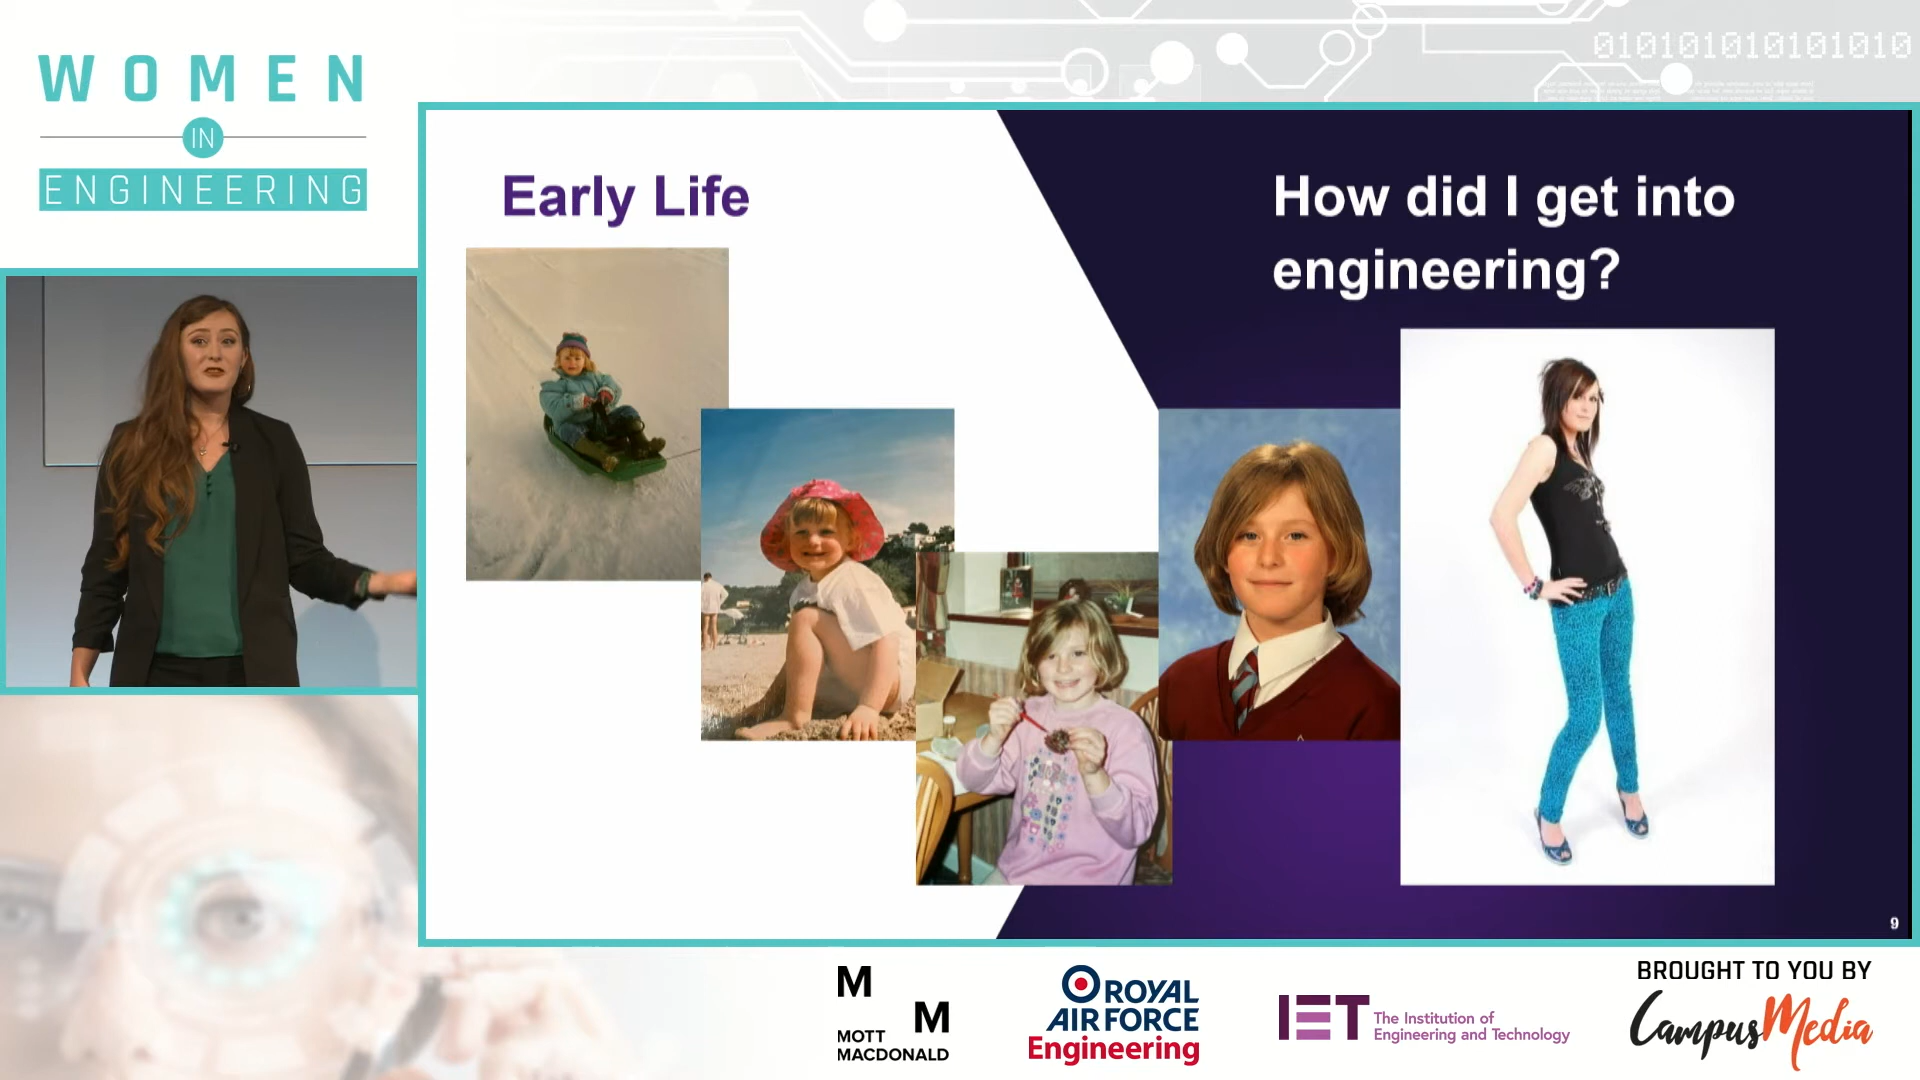 WOMEN
IN
ENGINEERING
010101010101010
Early Life
How did I get into
engineering?
9
M
M
MOTT
MACDONALD
ROYAL
AIR FORCE
Engineering
IET
The Institution of
Engineering and Technology
BROUGHT TO YOU BY
CampusMedia